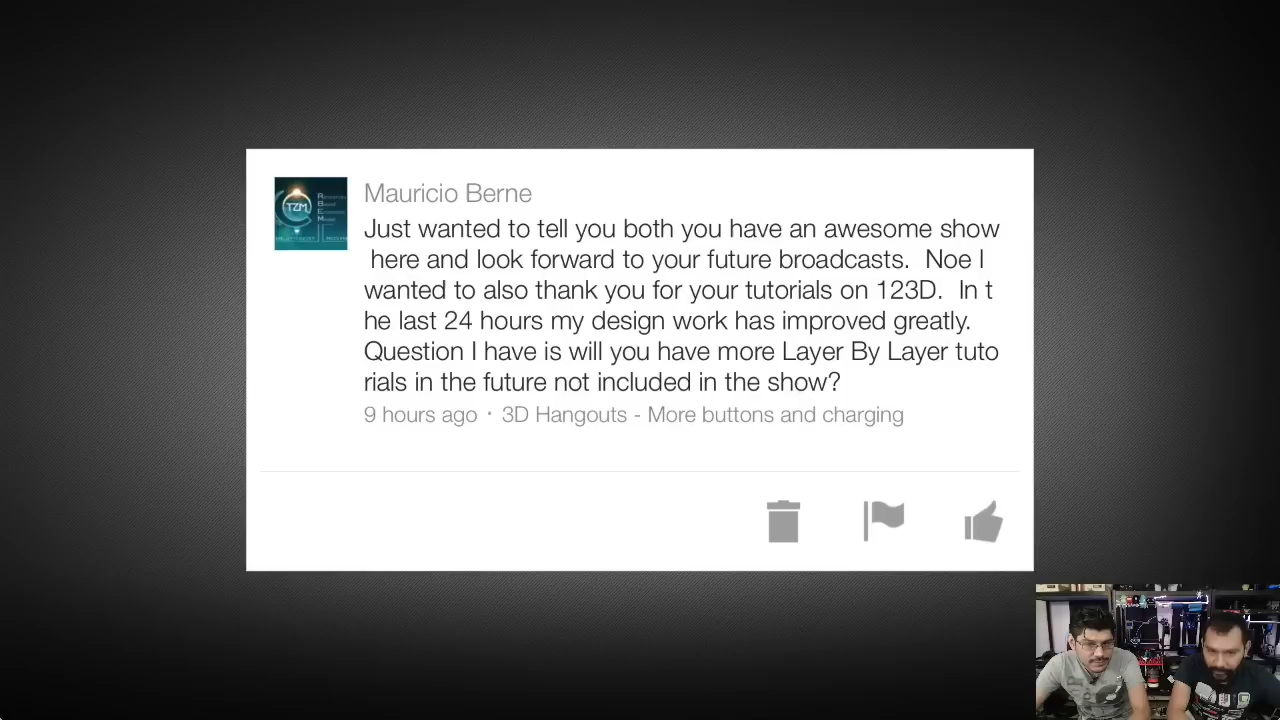 Mauricio Berne
Just wanted to tell you both you have an awesome show
here and look forward to your future broadcasts.  Noe I
wanted to also thank you for your tutorials on 123D.  In t
he last 24 hours my design work has improved greatly.
Question I have is will you have more Layer By Layer tuto
rials in the future not included in the show?
9 hours ago · 3D Hangouts - More buttons and charging
TZM